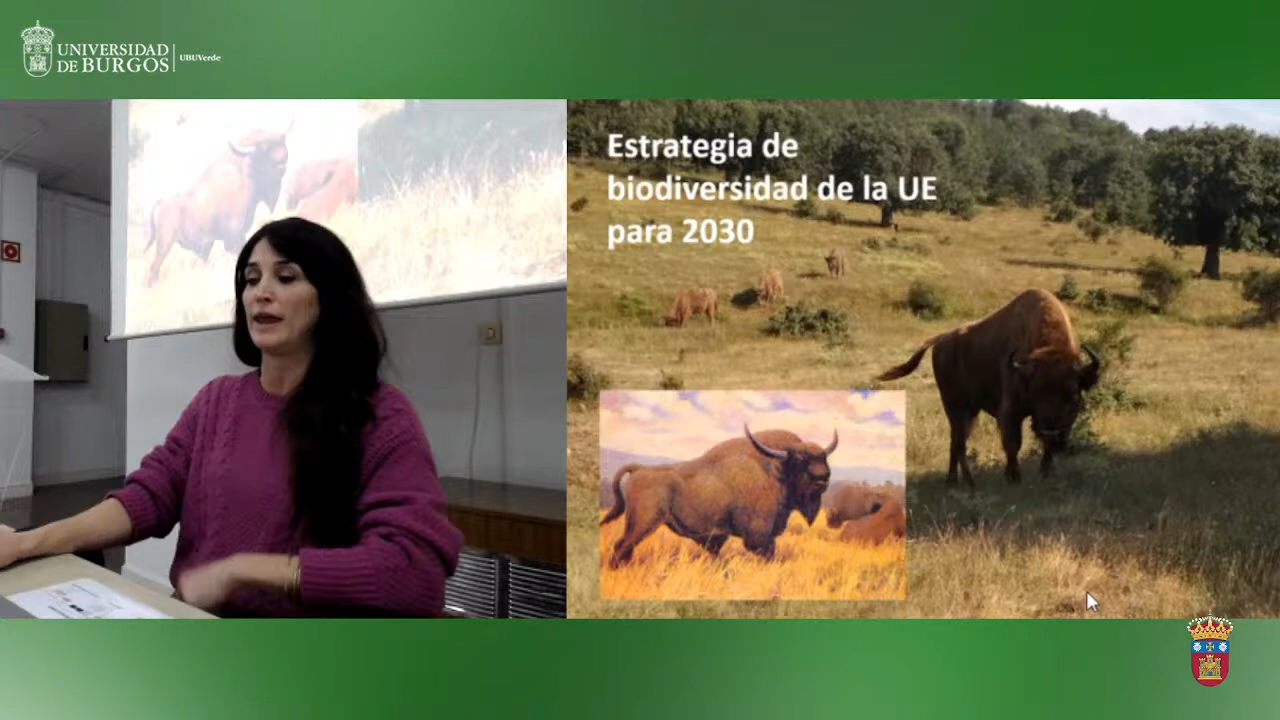 UNIVERSIDAD
DE BURGOS
UBUVerde
Estrategia de
biodiversidad de la UE
para 2030